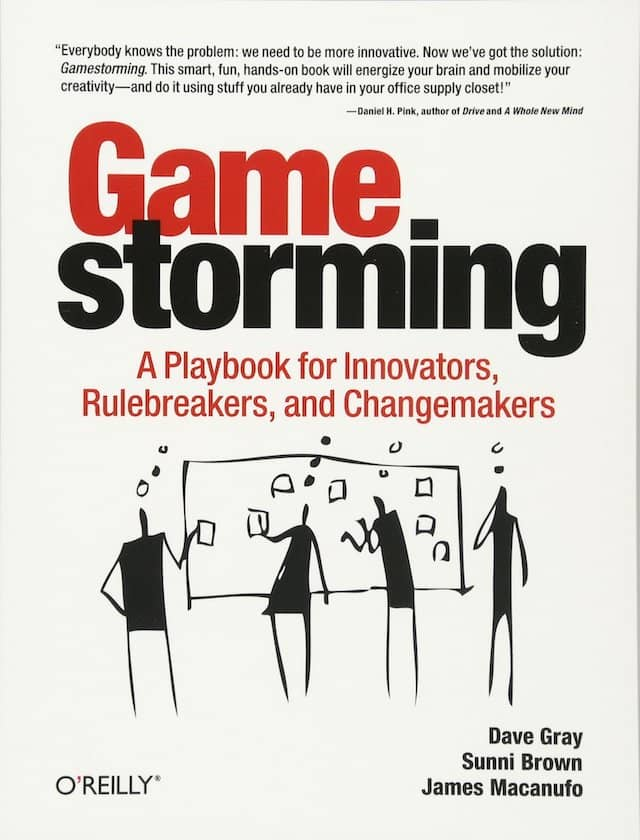 “Everybody knows the problem: we need to be more innovative. Now we’ve got the solution:
Gamestorming. This smart, fun, hands-on book will energize your brain and mobilize your
creativity—and do it using stuff you already have in your office supply closet!”
—Daniel H. Pink, author of Drive and A Whole New Mind
Game
storming
A Playbook for Innovators,
Rulebreakers, and Changemakers
Dave Gray
Sunni Brown
James Macanufo
O’REILLY®